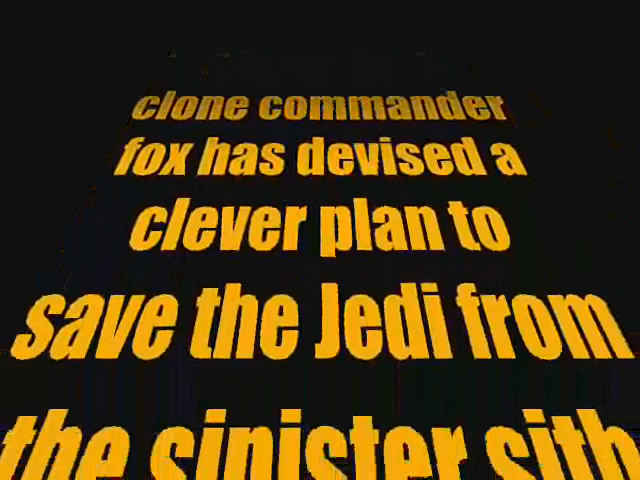 clone commander
fox has devised a
clever plan to
save the Jedi from
the sinister sith